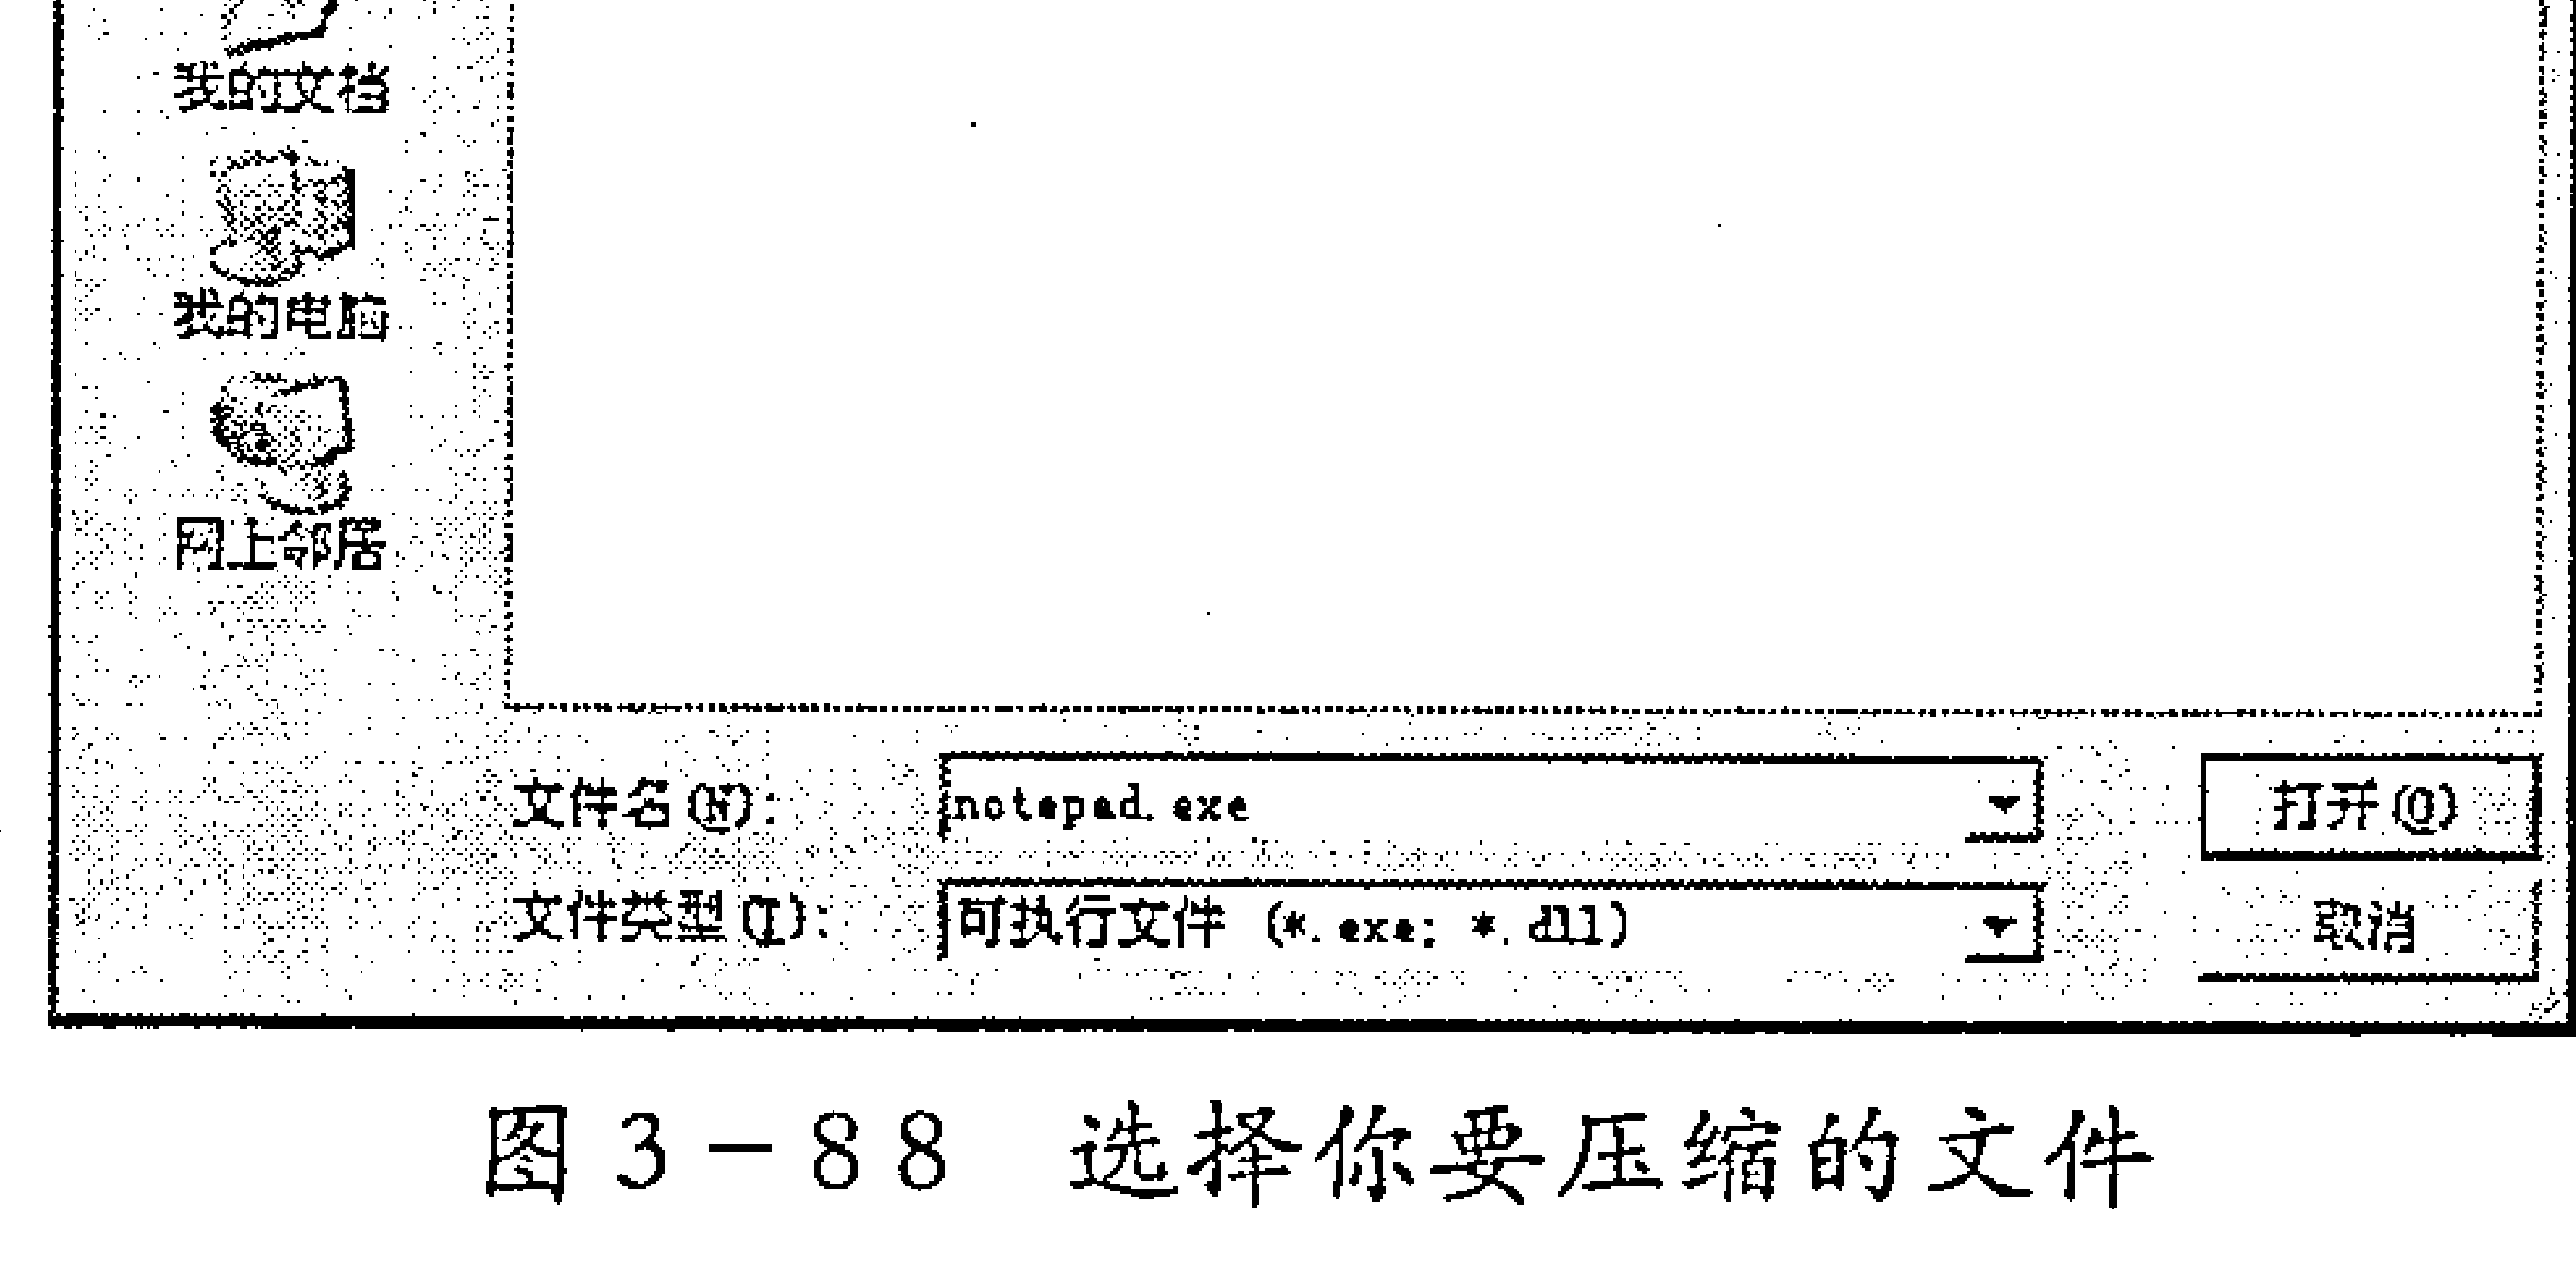 我的文档
我的电脑
网上邻居
文件名(N): notepad.exe 打开(O)
文件类型(T): 可执行文件 (*.exe; *.dll) 取消
图3-88 选择你要压缩的文件